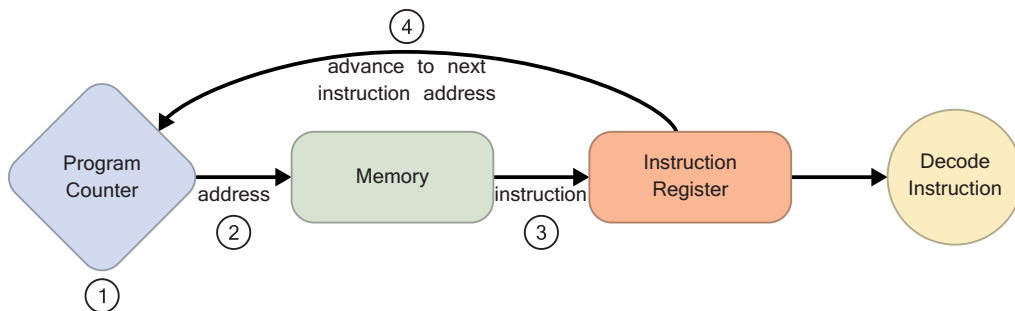 4
advance to next
instruction address
Program
Counter
address
2
Memory
instruction
3
Instruction
Register
Decode
Instruction
1